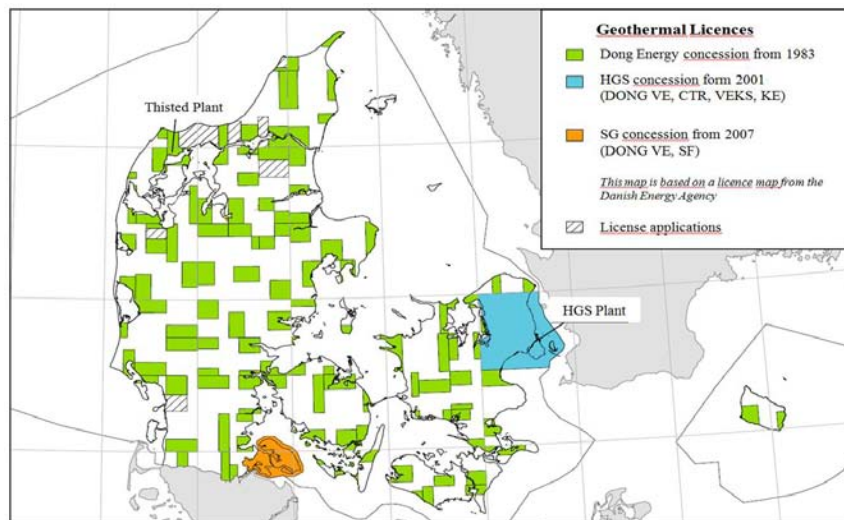 Geothermal Licences
Dong Energy concession from 1983
HGS concession form 2001
(DONG VE, CTR, VEKS, KE)
SG concession from 2007
(DONG VE, SF)
This map is based on a licence map from the
Danish Energy Agency
License applications
Thisted Plant
HGS Plant